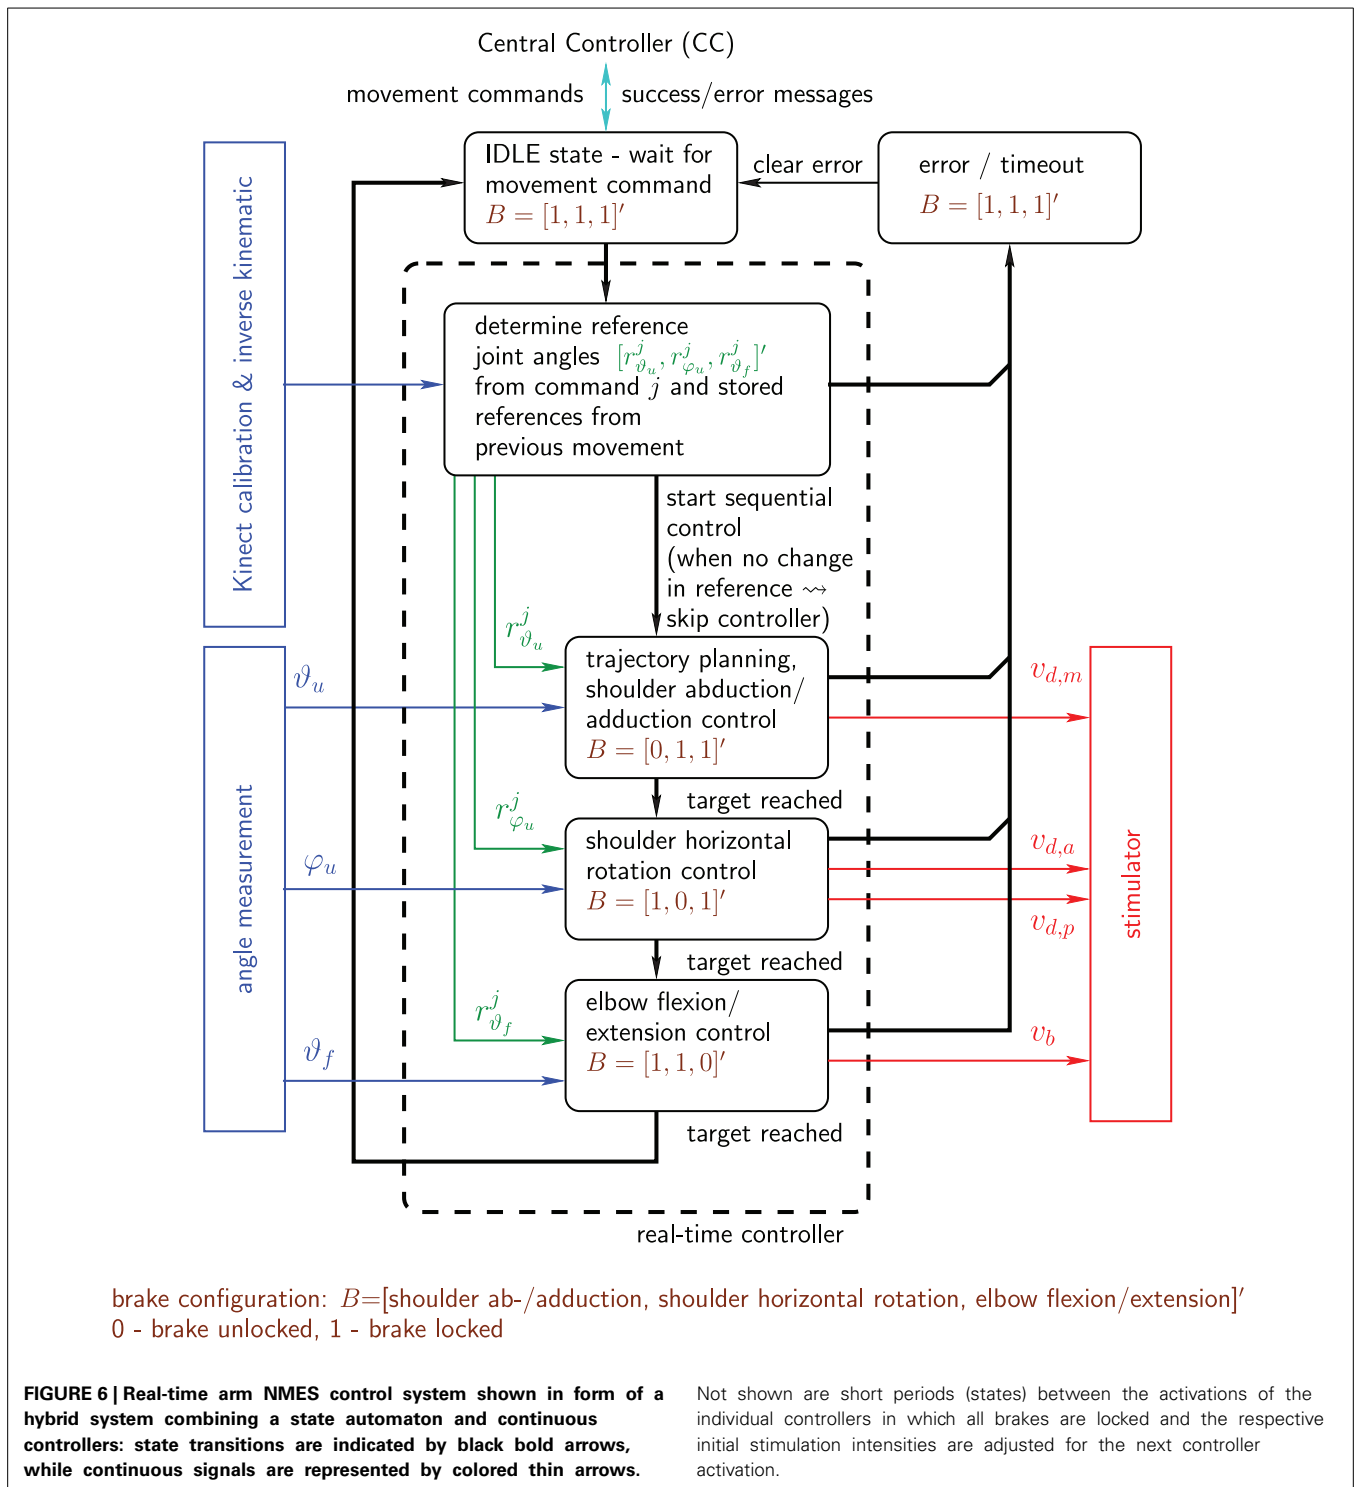 Central Controller (CC)
movement commands
success/error messages
IDLE state - wait for
movement command
B = [1, 1, 1]′
clear error
error / timeout
B = [1, 1, 1]′
Kinect calibration & inverse kinematic
determine reference
joint angles [r^j_{ϑ_u}, r^j_{φ_u}, r^j_{ϑ_f}]′
from command j and stored
references from
previous movement
start sequential
control
(when no change
in reference ⇝
skip controller)
r^j_{ϑ_u}
angle measurement
ϑ_u
trajectory planning,
shoulder abduction/
adduction control
B = [0, 1, 1]′
v_{d,m}
target reached
r^j_{φ_u}
φ_u
shoulder horizontal
rotation control
B = [1, 0, 1]′
v_{d,a}
v_{d,p}
stimulator
target reached
r^j_{ϑ_f}
ϑ_f
elbow flexion/
extension control
B = [1, 1, 0]′
v_b
target reached
real-time controller
brake configuration: B=[shoulder ab-/adduction, shoulder horizontal rotation, elbow flexion/extension]′
0 - brake unlocked, 1 - brake locked
FIGURE 6 | Real-time arm NMES control system shown in form of a
hybrid system combining a state automaton and continuous
controllers: state transitions are indicated by black bold arrows,
while continuous signals are represented by colored thin arrows.
Not shown are short periods (states) between the activations of the
individual controllers in which all brakes are locked and the respective
initial stimulation intensities are adjusted for the next controller
activation.